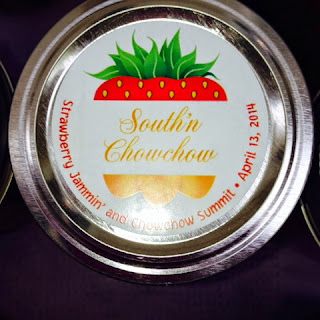 South'n
Chowchow
Strawberry Jammin' and Chowchow Summit • April 13, 2014